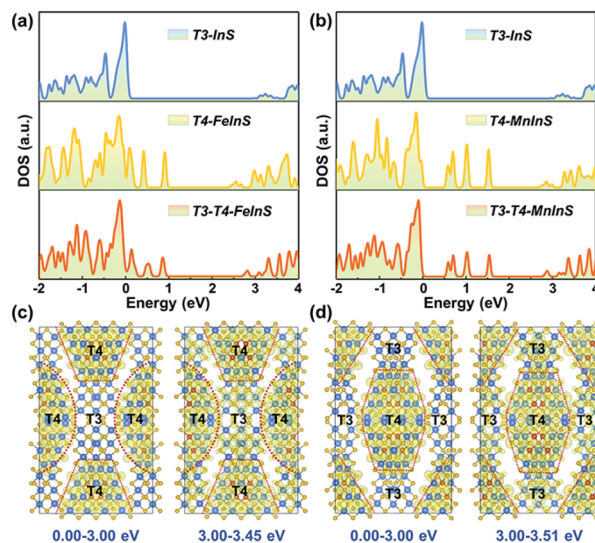 (a)
T3-InS
T4-FeInS
T3-T4-FeInS
DOS (a.u.)
-2 -1 0 1 2 3 4
Energy (eV)
(b)
T3-InS
T4-MnInS
T3-T4-MnInS
DOS (a.u.)
-2 -1 0 1 2 3 4
Energy (eV)
(c)
T4
T4 T3 T4
T4
0.00-3.00 eV
T4
T4 T3 T4
T4
3.00-3.45 eV
(d)
T3
T3 T4 T3
T3
0.00-3.00 eV
T3
T3 T4 T3
T3
3.00-3.51 eV